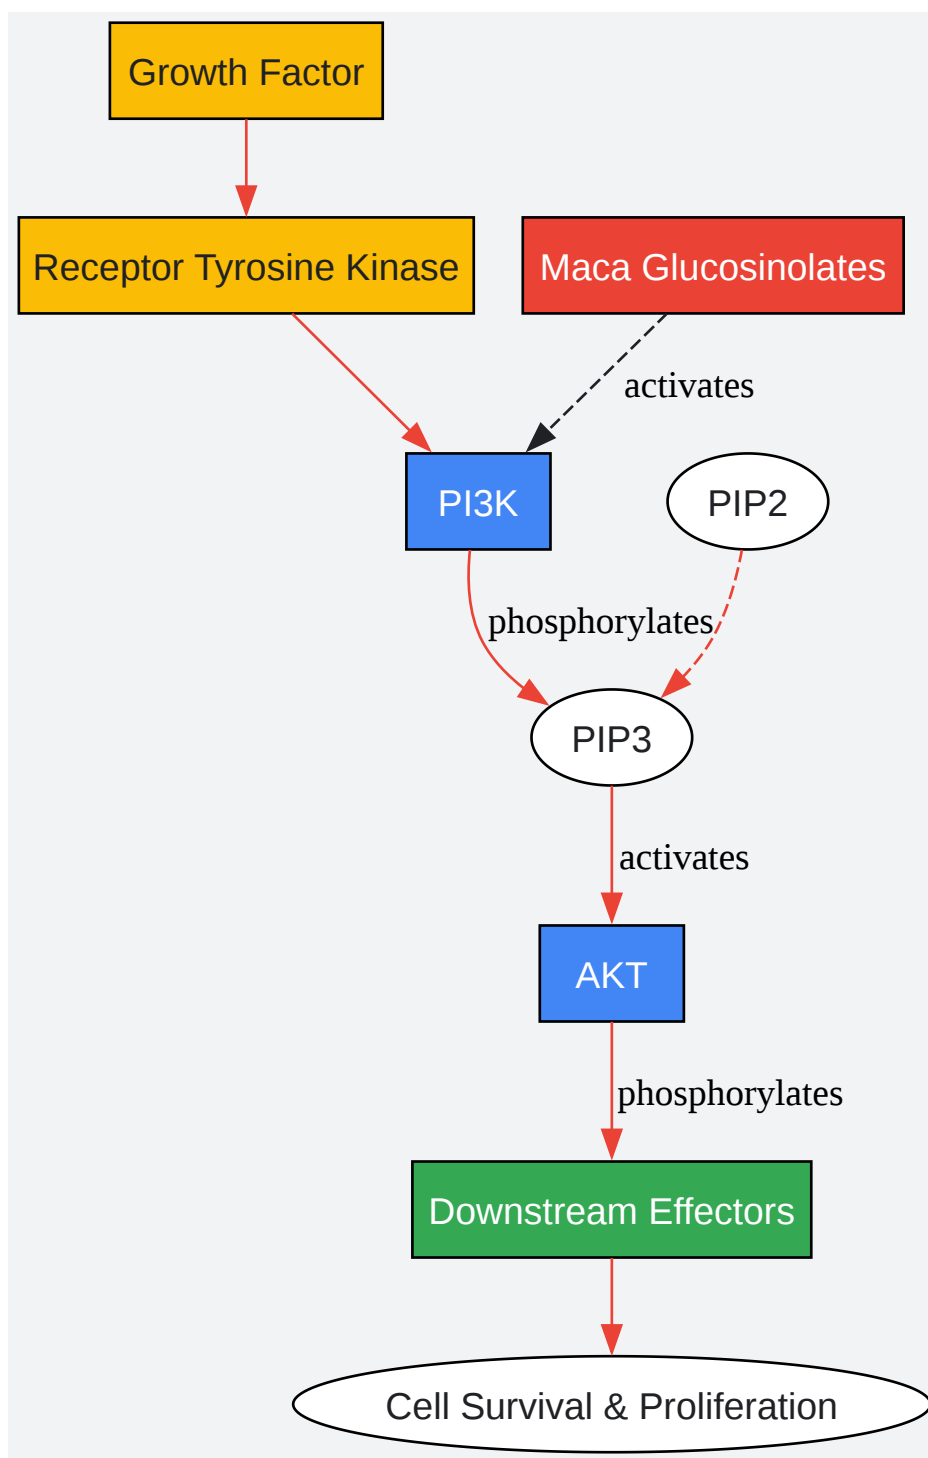 Growth Factor
Receptor Tyrosine Kinase
Maca Glucosinolates
activates
PI3K
PIP2
phosphorylates
PIP3
activates
AKT
phosphorylates
Downstream Effectors
Cell Survival & Proliferation